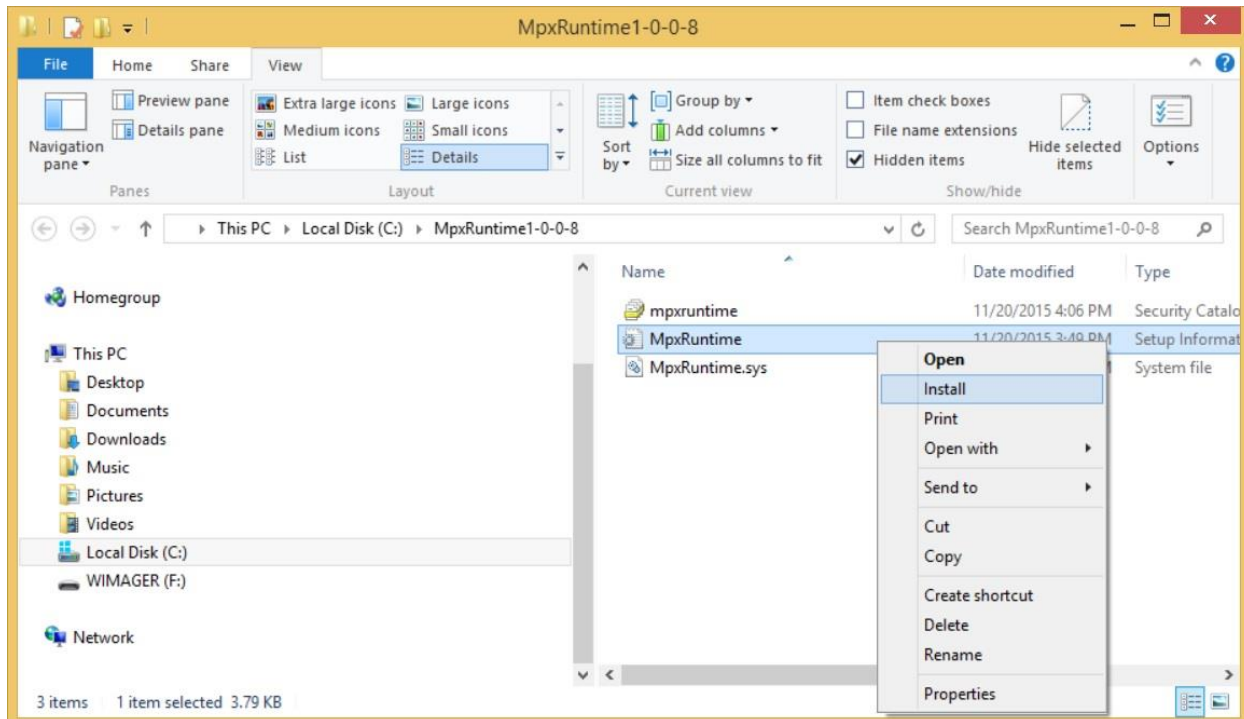 MpxRuntime1-0-0-8
File Home Share View
Navigation pane
Preview pane
Details pane
Panes
Extra large icons Large icons
Medium icons Small icons
List Details
Layout
Sort by
Group by
Add columns
Size all columns to fit
Current view
Item check boxes
File name extensions
Hidden items
Hide selected items
Show/hide
Options
This PC Local Disk (C:) MpxRuntime1-0-0-8
Search MpxRuntime1-0-0-8
Homegroup
This PC
Desktop
Documents
Downloads
Music
Pictures
Videos
Local Disk (C:)
WIMAGER (F:)
Network
Name Date modified Type
mpxruntime 11/20/2015 4:06 PM Security Catalo
MpxRuntime 11/20/2015 3:49 PM Setup Informat
MpxRuntime.sys System file
Open
Install
Print
Open with
Send to
Cut
Copy
Create shortcut
Delete
Rename
Properties
3 items 1 item selected 3.79 KB